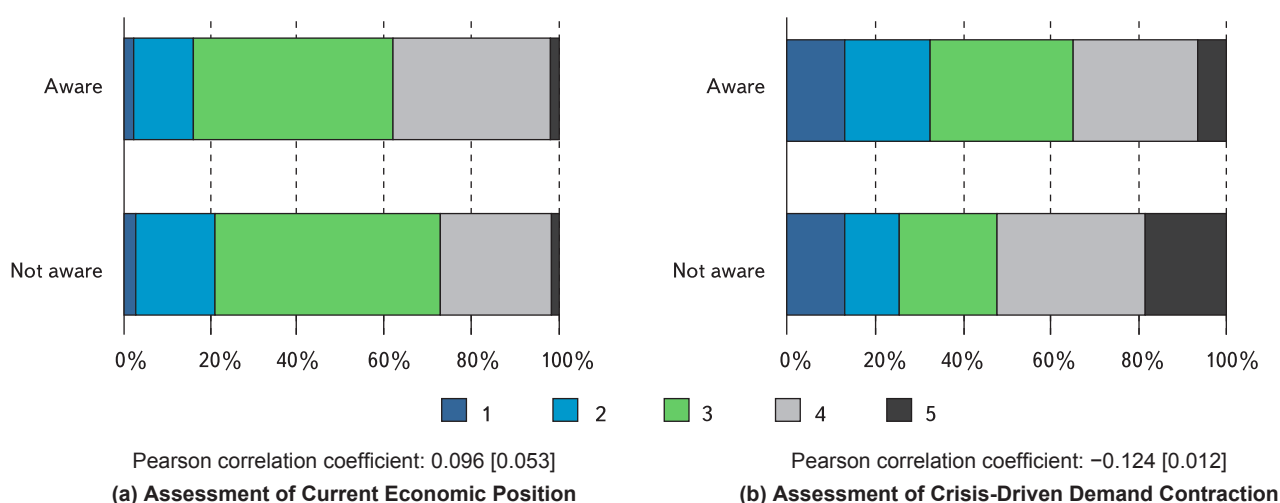 Aware
Not aware
0% 20% 40% 60% 80% 100%
Aware
Not aware
0% 20% 40% 60% 80% 100%
1 2 3 4 5
Pearson correlation coefficient: 0.096 [0.053]
(a) Assessment of Current Economic Position
Pearson correlation coefficient: −0.124 [0.012]
(b) Assessment of Crisis-Driven Demand Contraction